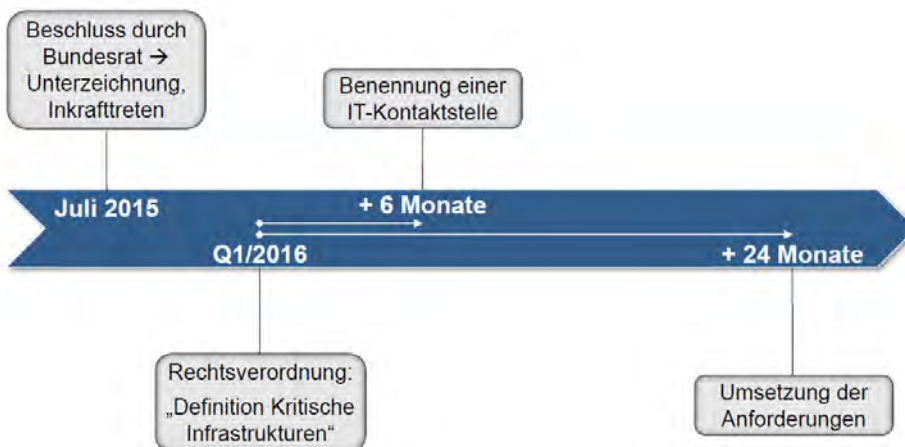 Beschluss durch
Bundesrat →
Unterzeichnung,
Inkrafttreten
Benennung einer
IT-Kontaktstelle
Juli 2015
+ 6 Monate
Q1/2016
+ 24 Monate
Rechtsverordnung:
„Definition Kritische
Infrastrukturen“
Umsetzung der
Anforderungen